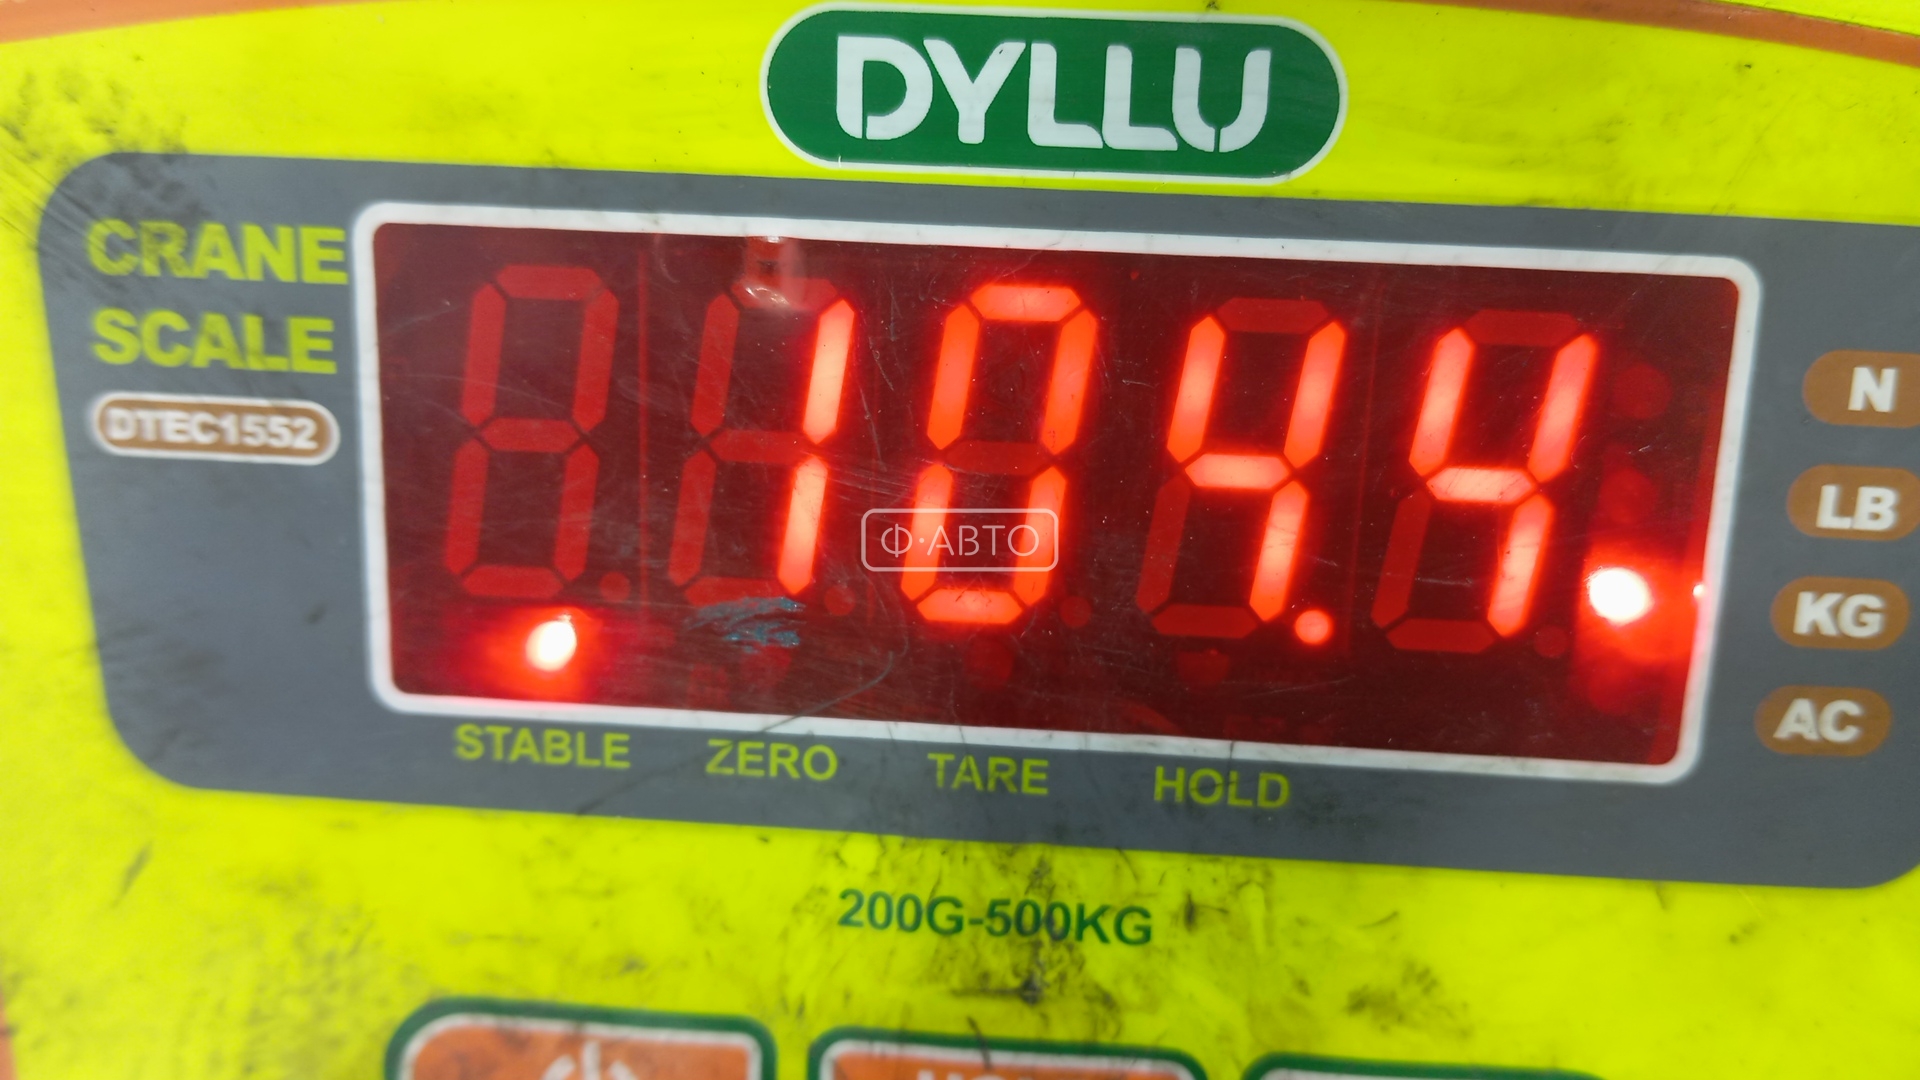 DYLLU
CRANE
SCALE
DTEC1552
104.4
N
LB
KG
AC
Ф·АВТО
STABLE ZERO TARE HOLD
200G-500KG